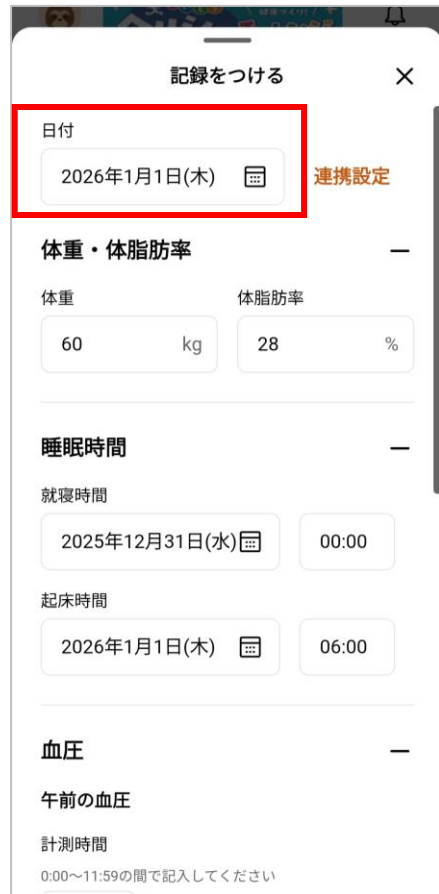 記録をつける
日付
2026年1月1日(木)
連携設定
体重・体脂肪率
体重 体脂肪率
60 kg 28 %
睡眠時間
就寝時間
2025年12月31日(水) 00:00
起床時間
2026年1月1日(木) 06:00
血圧
午前の血圧
計測時間
0:00〜11:59の間で記入してください